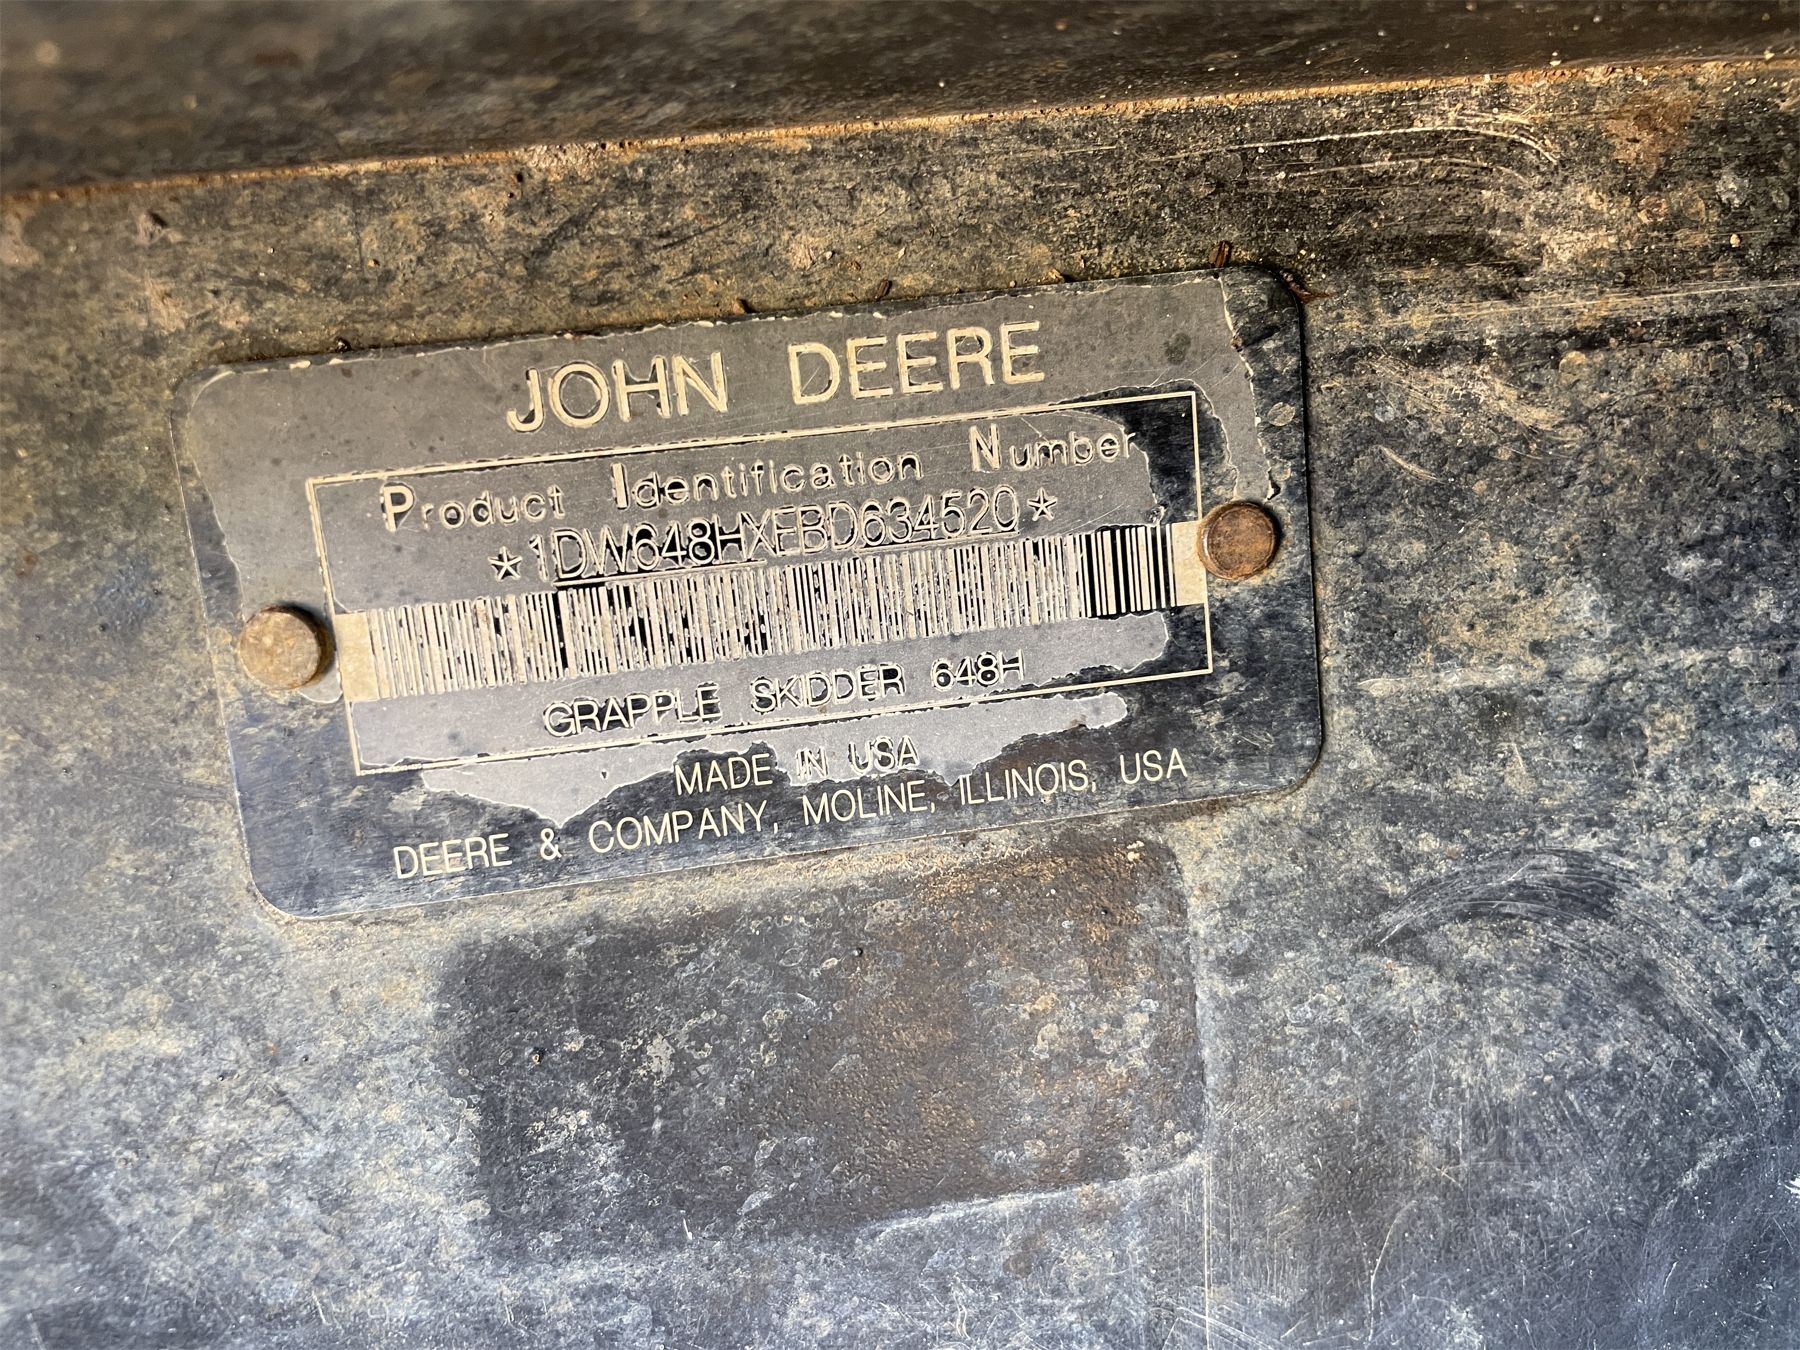 JOHN DEERE
Product Identification Number
*1DW648HXEBD634520*
GRAPPLE SKIDDER 648H
MADE IN USA
DEERE & COMPANY, MOLINE, ILLINOIS, USA